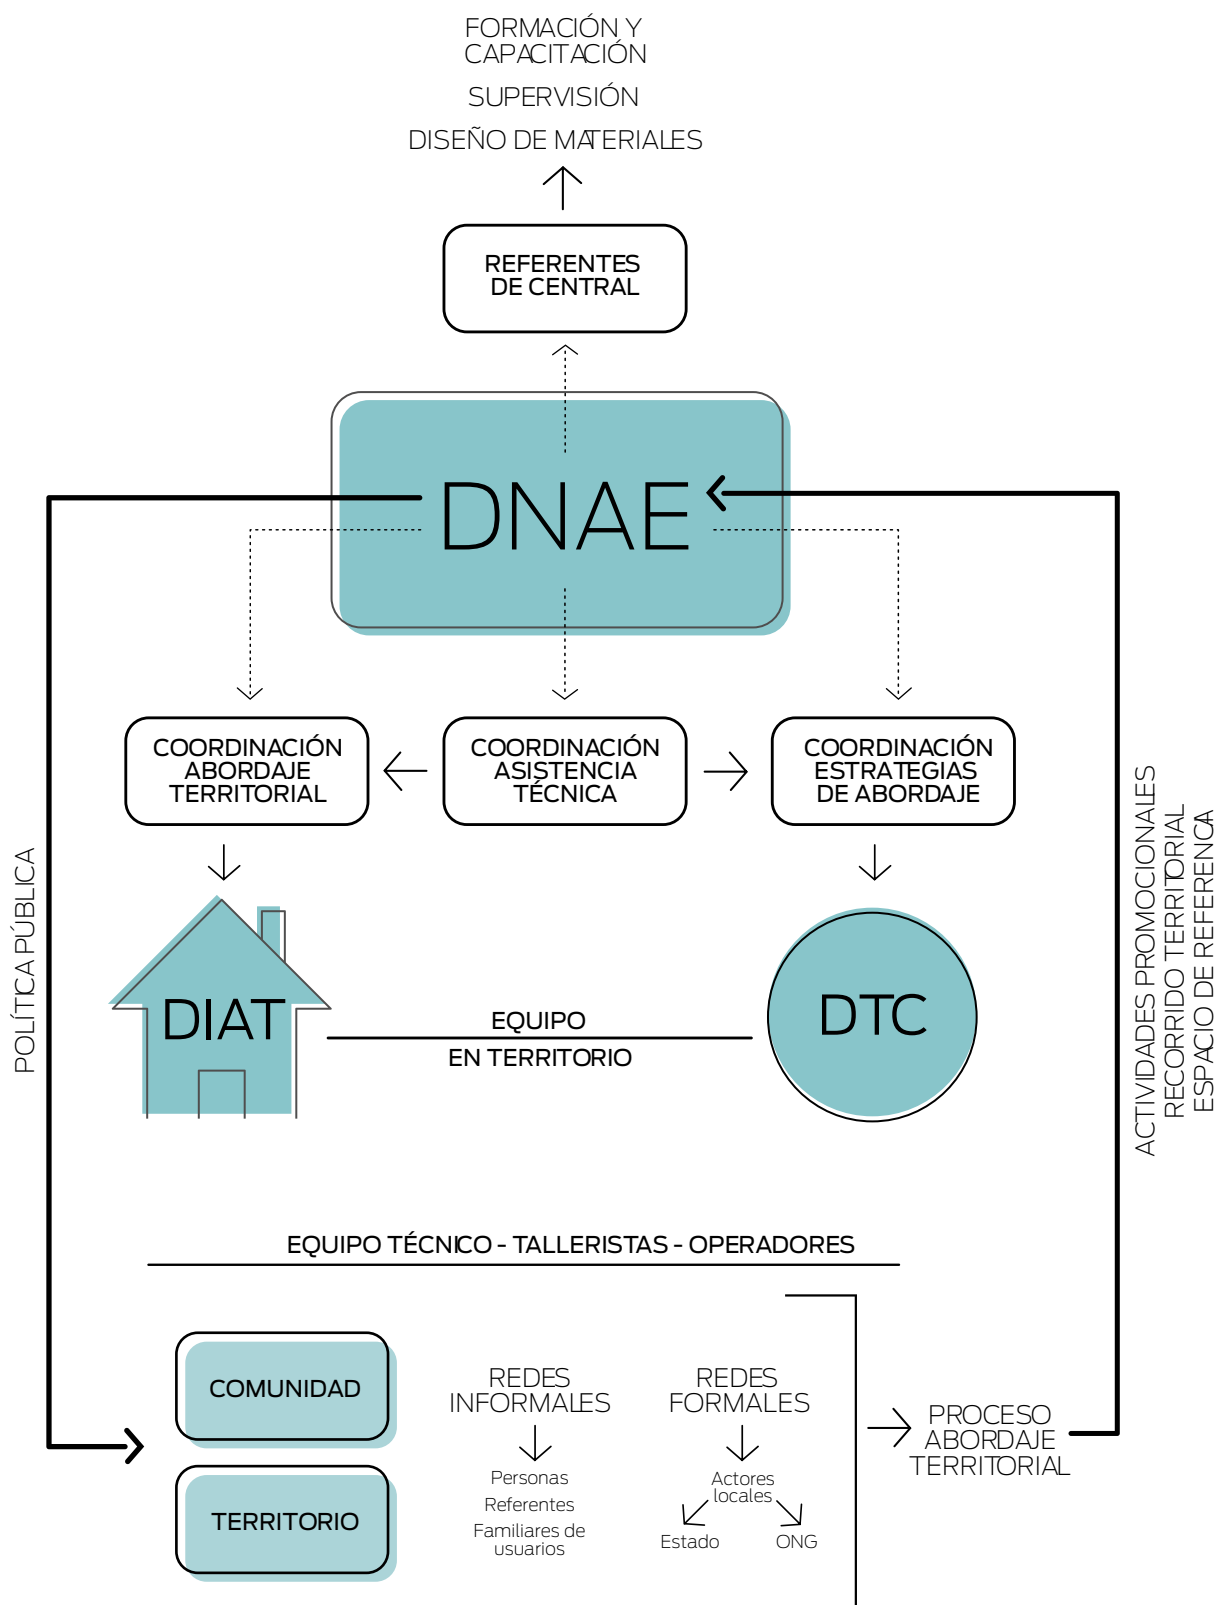 FORMACIÓN Y
CAPACITACIÓN
SUPERVISIÓN
DISEÑO DE MATERIALES
REFERENTES
DE CENTRAL
DNAE
COORDINACIÓN
ABORDAJE
TERRITORIAL
COORDINACIÓN
ASISTENCIA
TÉCNICA
COORDINACIÓN
ESTRATEGIAS
DE ABORDAJE
POLÍTICA PÚBLICA
ACTIVIDADES PROMOCIONALES
RECORRIDO TERRITORIAL
ESPACIO DE REFERENCA
DIAT
EQUIPO
EN TERRITORIO
DTC
EQUIPO TÉCNICO - TALLERISTAS - OPERADORES
COMUNIDAD
TERRITORIO
REDES
INFORMALES
Personas
Referentes
Familiares de
usuarios
REDES
FORMALES
Actores
locales
Estado
ONG
PROCESO
ABORDAJE
TERRITORIAL